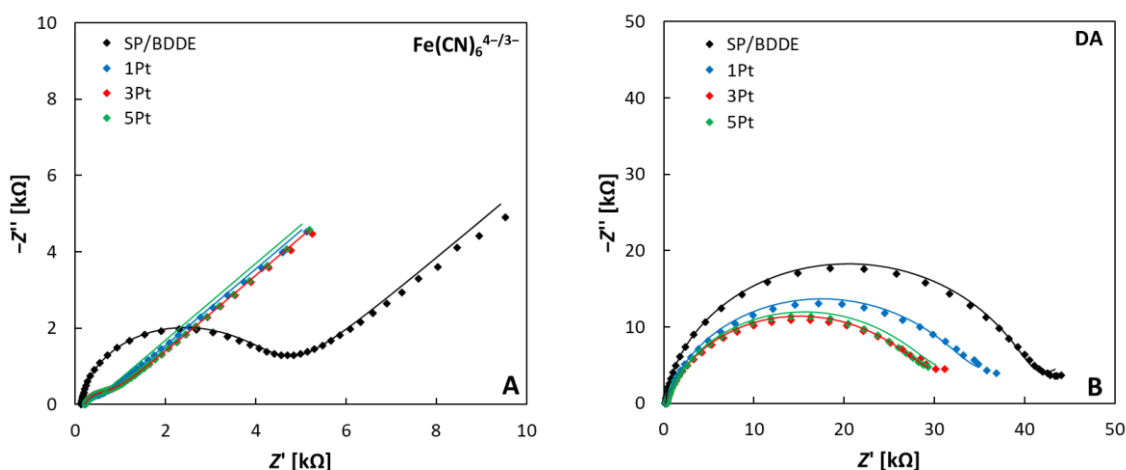 10
8
6
4
2
0
–Z'' [kΩ]
SP/BDDE
1Pt
3Pt
5Pt
Fe(CN)₆⁴⁻/³⁻
A
0 2 4 6 8 10
Z' [kΩ]
50
40
30
20
10
0
–Z'' [kΩ]
SP/BDDE
1Pt
3Pt
5Pt
DA
B
0 10 20 30 40 50
Z' [kΩ]